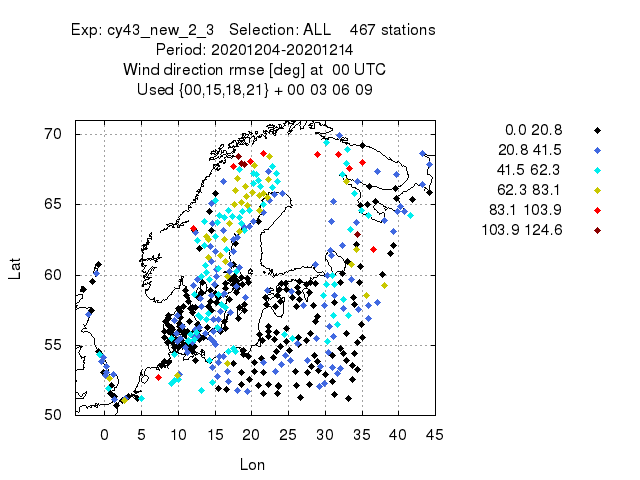 Exp: cy43_new_2_3 Selection: ALL 467 stations
Period: 20201204-20201214
Wind direction rmse [deg] at 00 UTC
Used {00,15,18,21} + 00 03 06 09
70
65
60
55
50
Lat
0 5 10 15 20 25 30 35 40 45
Lon
0.0 20.8
20.8 41.5
41.5 62.3
62.3 83.1
83.1 103.9
103.9 124.6